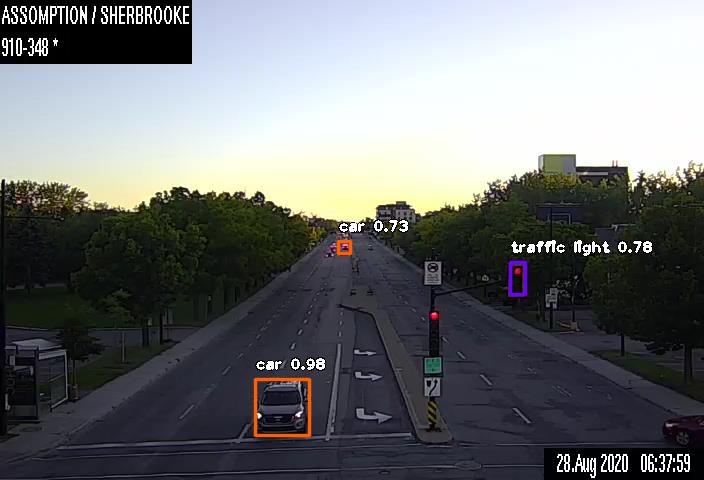 ASSOMPTION / SHERBROOKE
910-348 *
car 0.73
traffic light 0.78
car 0.98
28.Aug 2020 06:37:59